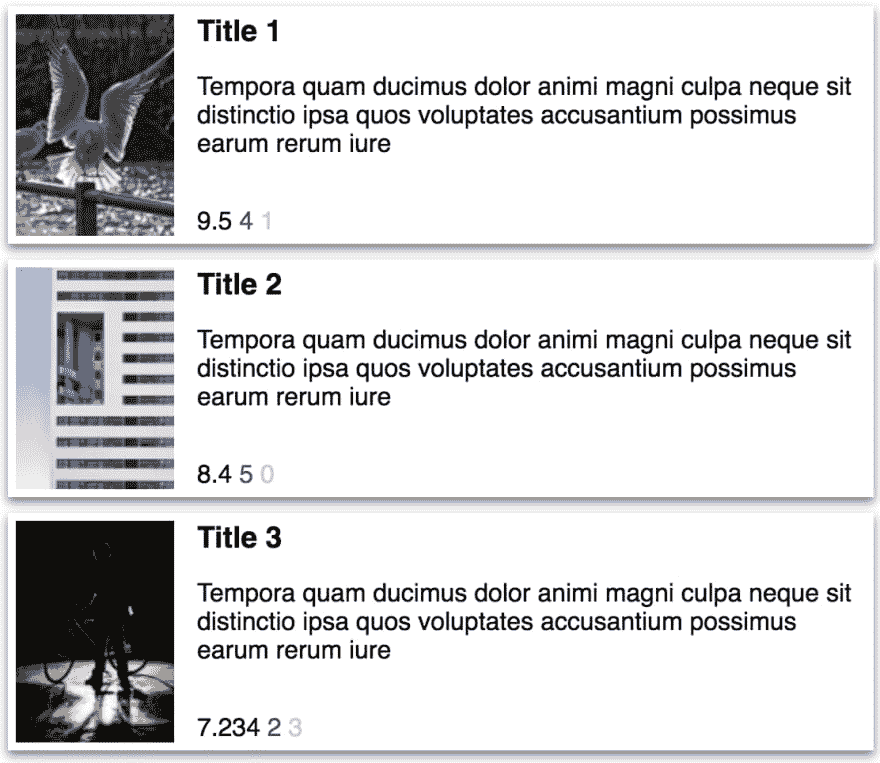 Title 1
Tempora quam ducimus dolor animi magni culpa neque sit
distinctio ipsa quos voluptates accusantium possimus
earum rerum iure
9.5 4 1
Title 2
Tempora quam ducimus dolor animi magni culpa neque sit
distinctio ipsa quos voluptates accusantium possimus
earum rerum iure
8.4 5 0
Title 3
Tempora quam ducimus dolor animi magni culpa neque sit
distinctio ipsa quos voluptates accusantium possimus
earum rerum iure
7.234 2 3